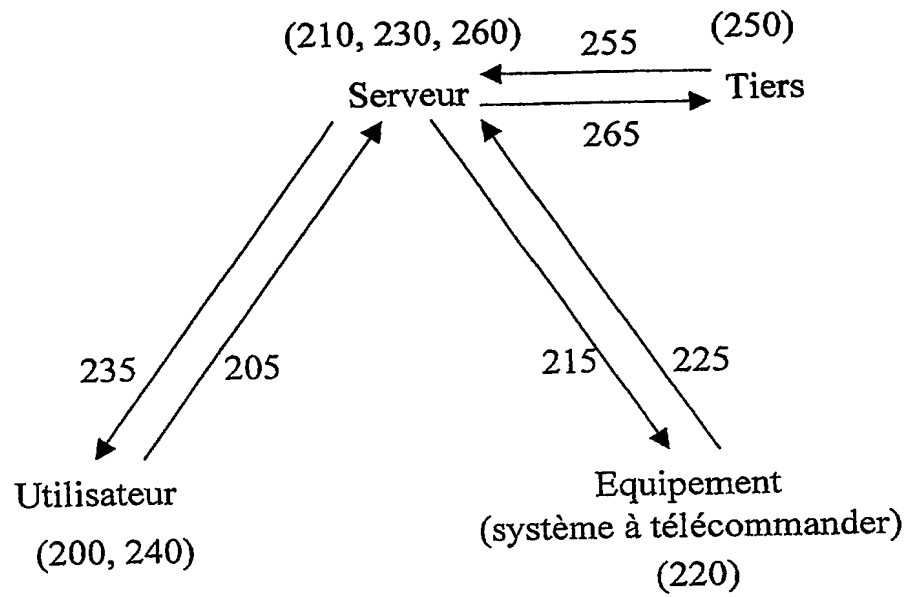 (210, 230, 260)
255
(250)
Serveur
Tiers
265
235
205
215
225
Utilisateur
(200, 240)
Equipement
(système à télécommander)
(220)